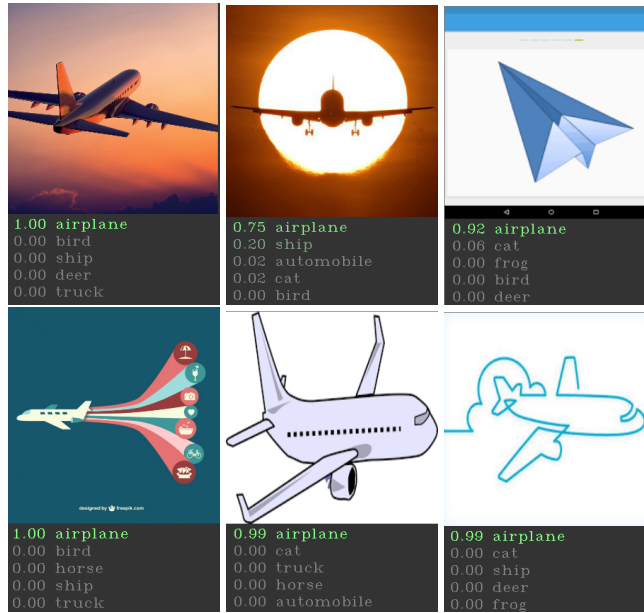 1.00 airplane
0.00 bird
0.00 ship
0.00 deer
0.00 truck
0.75 airplane
0.20 ship
0.02 automobile
0.02 cat
0.00 bird
0.92 airplane
0.06 cat
0.00 frog
0.00 bird
0.00 deer
designed by freepik.com
1.00 airplane
0.00 bird
0.00 horse
0.00 ship
0.00 truck
0.99 airplane
0.00 cat
0.00 truck
0.00 horse
0.00 automobile
0.99 airplane
0.00 cat
0.00 ship
0.00 deer
0.00 frog